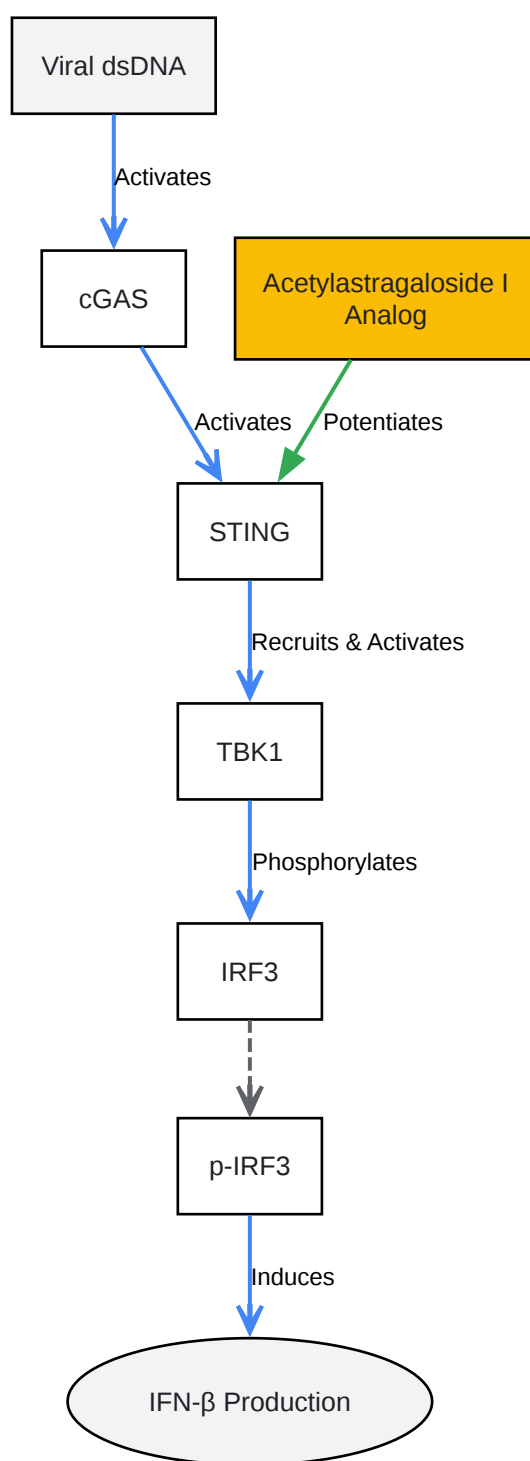 Viral dsDNA
Activates
cGAS
Acetylastragaloside I
Analog
Activates
Potentiates
STING
Recruits & Activates
TBK1
Phosphorylates
IRF3
p-IRF3
Induces
IFN-β Production